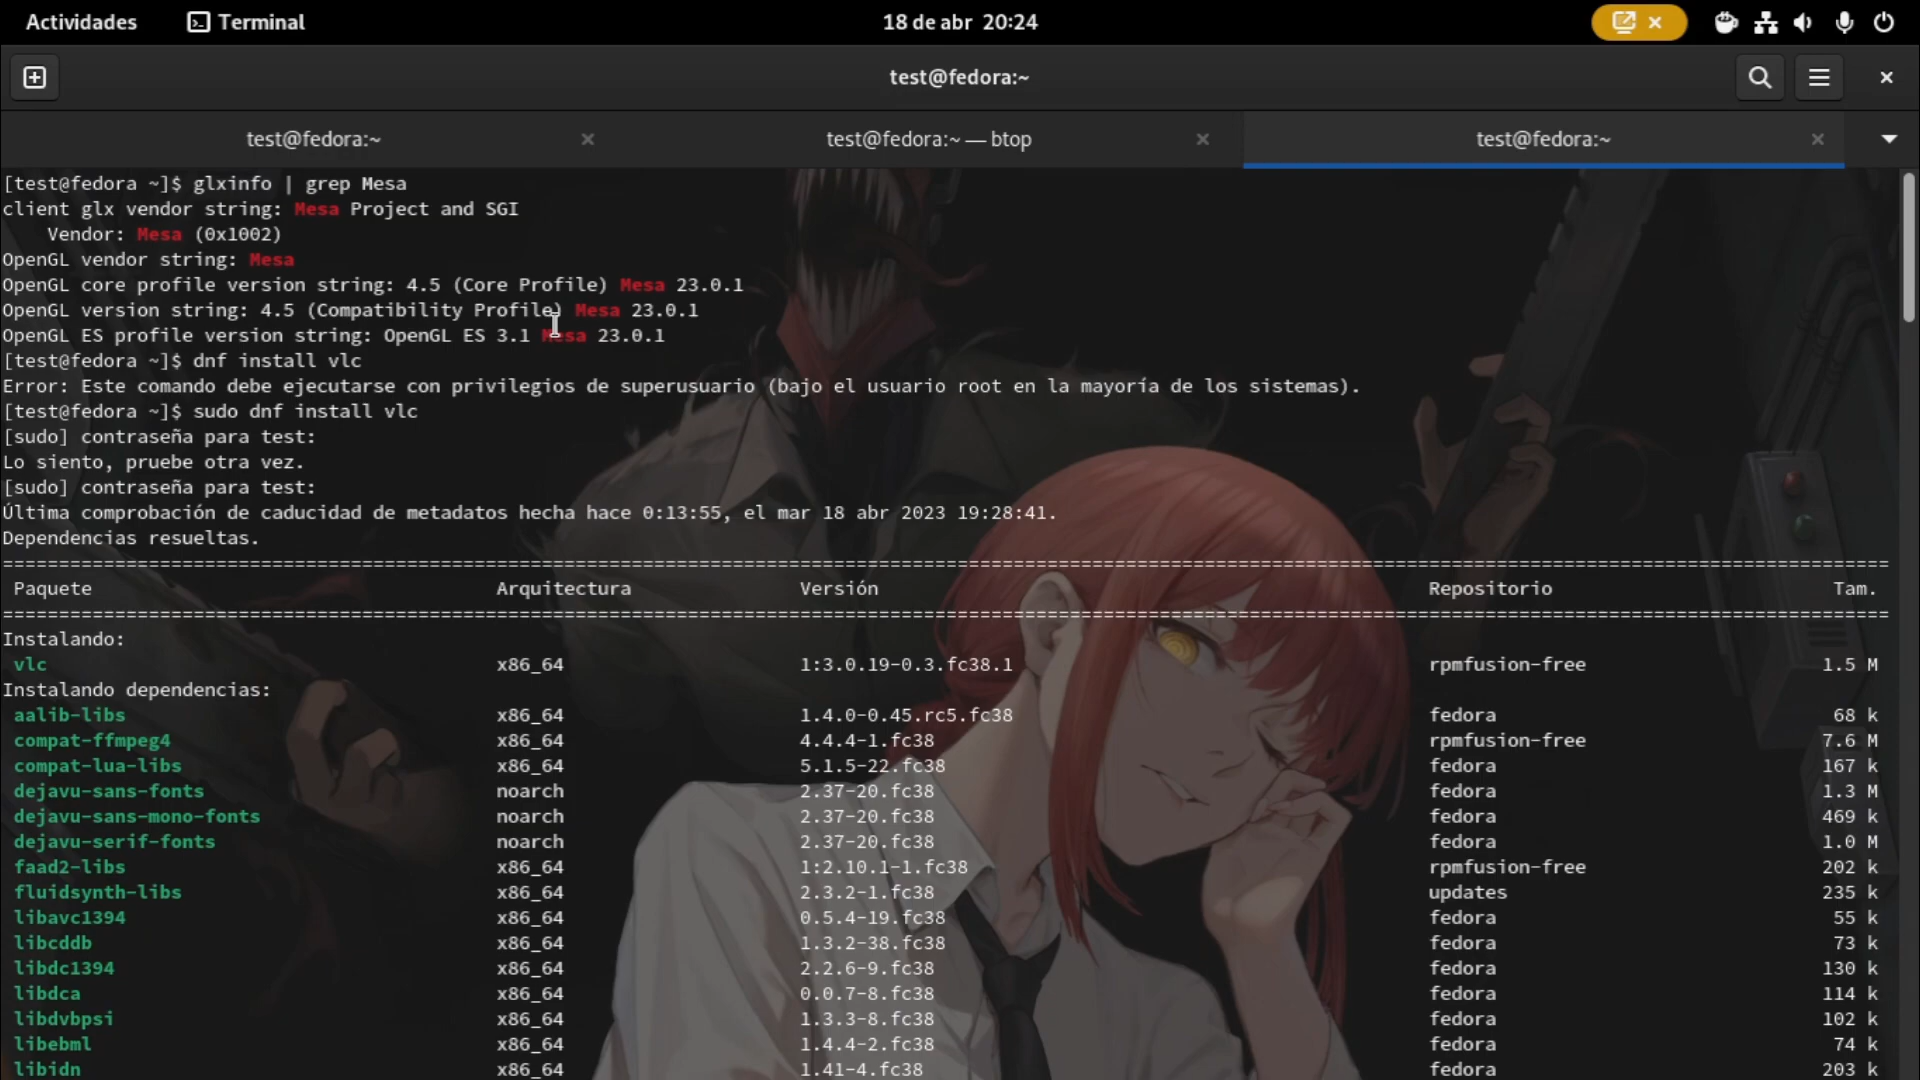 Actividades Terminal 18 de abr 20:24
test@fedora:~
test@fedora:~ test@fedora:~ — btop test@fedora:~
[test@fedora ~]$ glxinfo | grep Mesa
client glx vendor string: Mesa Project and SGI
Vendor: Mesa (0x1002)
OpenGL vendor string: Mesa
OpenGL core profile version string: 4.5 (Core Profile) Mesa 23.0.1
OpenGL version string: 4.5 (Compatibility Profile) Mesa 23.0.1
OpenGL ES profile version string: OpenGL ES 3.1 Mesa 23.0.1
[test@fedora ~]$ dnf install vlc
Error: Este comando debe ejecutarse con privilegios de superusuario (bajo el usuario root en la mayoría de los sistemas).
[test@fedora ~]$ sudo dnf install vlc
[sudo] contraseña para test:
Lo siento, pruebe otra vez.
[sudo] contraseña para test:
Última comprobación de caducidad de metadatos hecha hace 0:13:55, el mar 18 abr 2023 19:28:41.
Dependencias resueltas.
Paquete Arquitectura Versión Repositorio Tam.
Instalando:
vlc x86_64 1:3.0.19-0.3.fc38.1 rpmfusion-free 1.5 M
Instalando dependencias:
aalib-libs x86_64 1.4.0-0.45.rc5.fc38 fedora 68 k
compat-ffmpeg4 x86_64 4.4.4-1.fc38 rpmfusion-free 7.6 M
compat-lua-libs x86_64 5.1.5-22.fc38 fedora 167 k
dejavu-sans-fonts noarch 2.37-20.fc38 fedora 1.3 M
dejavu-sans-mono-fonts noarch 2.37-20.fc38 fedora 469 k
dejavu-serif-fonts noarch 2.37-20.fc38 fedora 1.0 M
faad2-libs x86_64 1:2.10.1-1.fc38 rpmfusion-free 202 k
fluidsynth-libs x86_64 2.3.2-1.fc38 updates 235 k
libavc1394 x86_64 0.5.4-19.fc38 fedora 55 k
libcddb x86_64 1.3.2-38.fc38 fedora 73 k
libdc1394 x86_64 2.2.6-9.fc38 fedora 130 k
libdca x86_64 0.0.7-8.fc38 fedora 114 k
libdvbpsi x86_64 1.3.3-8.fc38 fedora 102 k
libebml x86_64 1.4.4-2.fc38 fedora 74 k
libidn x86_64 1.41-4.fc38 fedora 203 k